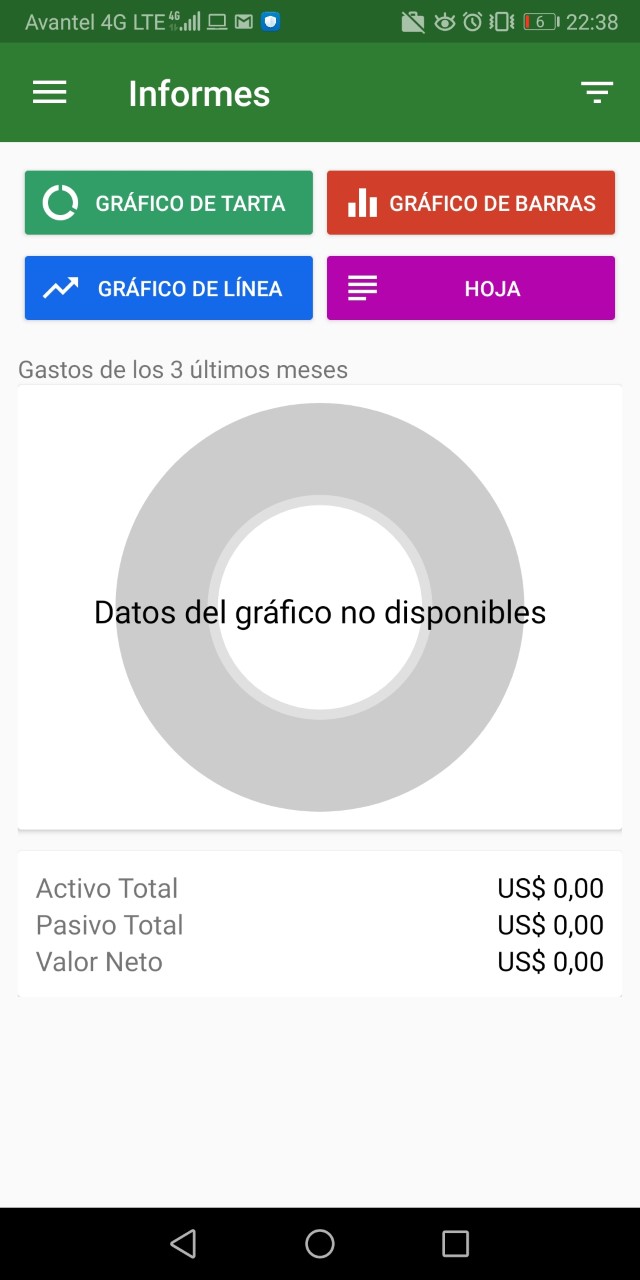 Avantel 4G LTE 4G 6 22:38
Informes
GRÁFICO DE TARTA
GRÁFICO DE BARRAS
GRÁFICO DE LÍNEA
HOJA
Gastos de los 3 últimos meses
Datos del gráfico no disponibles
Activo Total US$ 0,00
Pasivo Total US$ 0,00
Valor Neto US$ 0,00